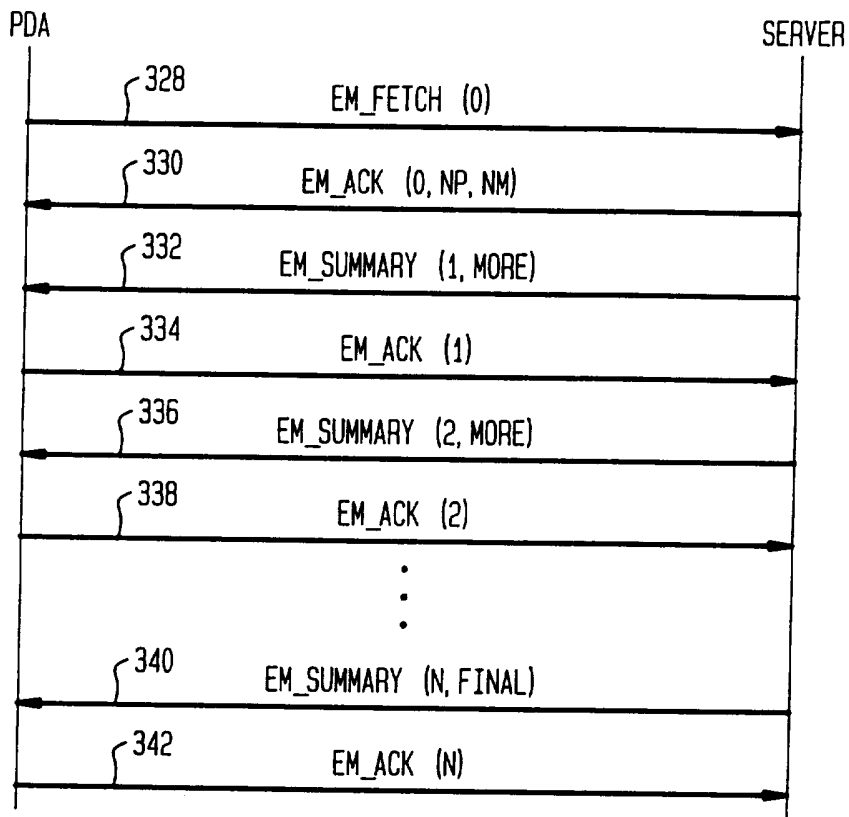 PDA
SERVER
328
EM_FETCH (0)
330
EM_ACK (0, NP, NM)
332
EM_SUMMARY (1, MORE)
334
EM_ACK (1)
336
EM_SUMMARY (2, MORE)
338
EM_ACK (2)
340
EM_SUMMARY (N, FINAL)
342
EM_ACK (N)